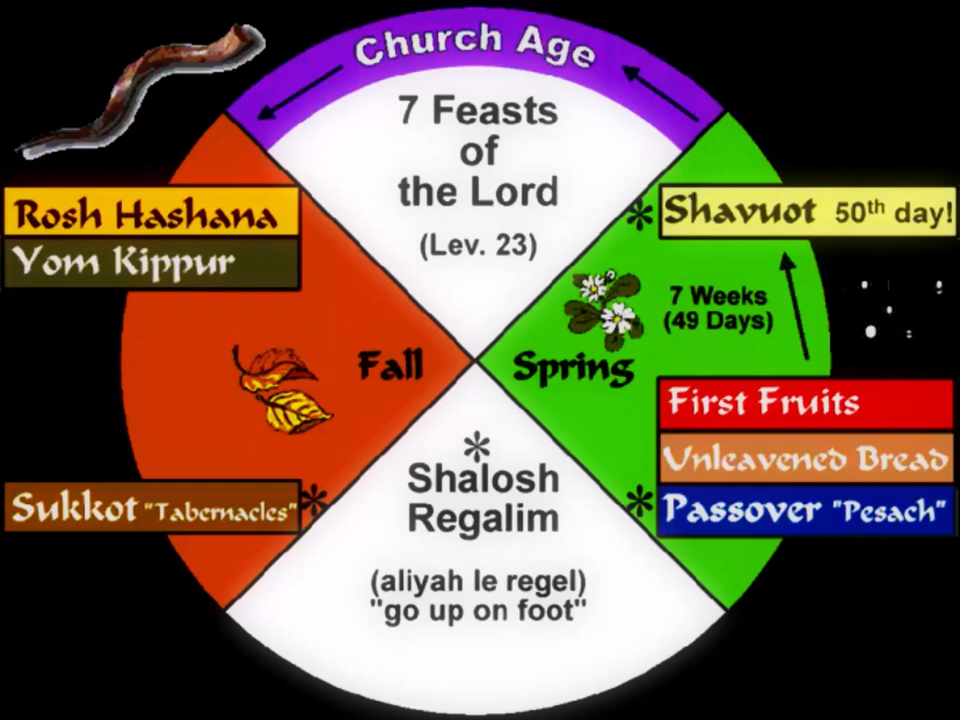 Church Age
7 Feasts
of
the Lord
(Lev. 23)
Rosh Hashana
Yom Kippur
Shavuot 50th day!
7 Weeks
(49 Days)
Fall
Spring
First Fruits
Unleavened Bread
Passover "Pesach"
Sukkot "Tabernacles"
*
*
*
*
Shalosh
Regalim
(aliyah le regel)
"go up on foot"